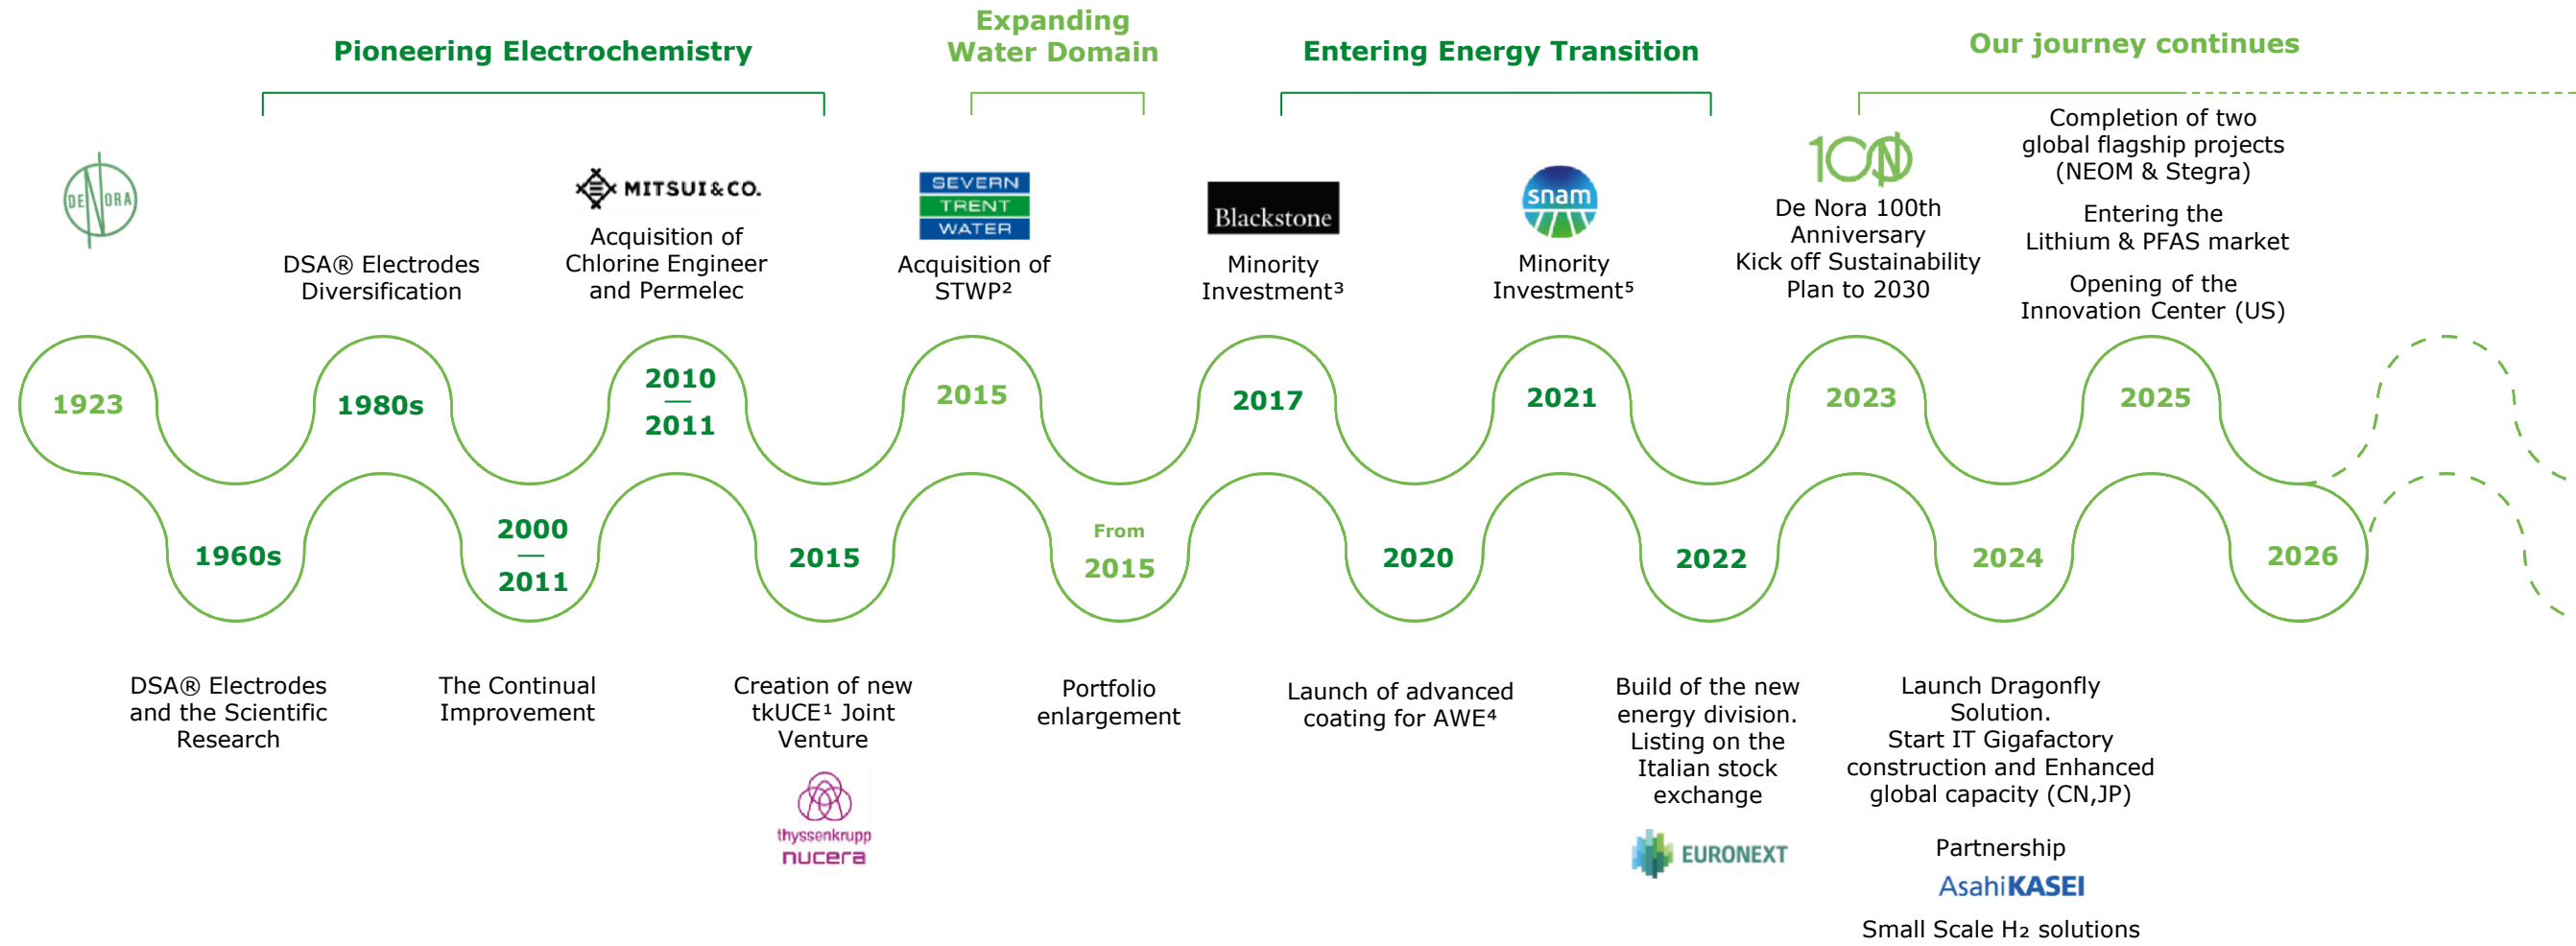 Pioneering Electrochemistry
Expanding
Water Domain
Entering Energy Transition
Our journey continues
DE NORA
DSA® Electrodes
Diversification
MITSUI & CO.
Acquisition of
Chlorine Engineer
and Permelec
SEVERN
TRENT
WATER
Acquisition of
STWP²
Blackstone
Minority
Investment³
snam
Minority
Investment⁵
100
De Nora 100th
Anniversary
Kick off Sustainability
Plan to 2030
Completion of two
global flagship projects
(NEOM & Stegra)
Entering the
Lithium & PFAS market
Opening of the
Innovation Center (US)
1923
1980s
2010
—
2011
2015
2017
2021
2023
2025
1960s
2000
—
2011
2015
From
2015
2020
2022
2024
2026
DSA® Electrodes
and the Scientific
Research
The Continual
Improvement
Creation of new
tkUCE¹ Joint
Venture
thyssenkrupp
nucera
Portfolio
enlargement
Launch of advanced
coating for AWE⁴
Build of the new
energy division.
Listing on the
Italian stock
exchange
EURONEXT
Launch Dragonfly
Solution.
Start IT Gigafactory
construction and Enhanced
global capacity (CN,JP)
Partnership
AsahiKASEI
Small Scale H₂ solutions